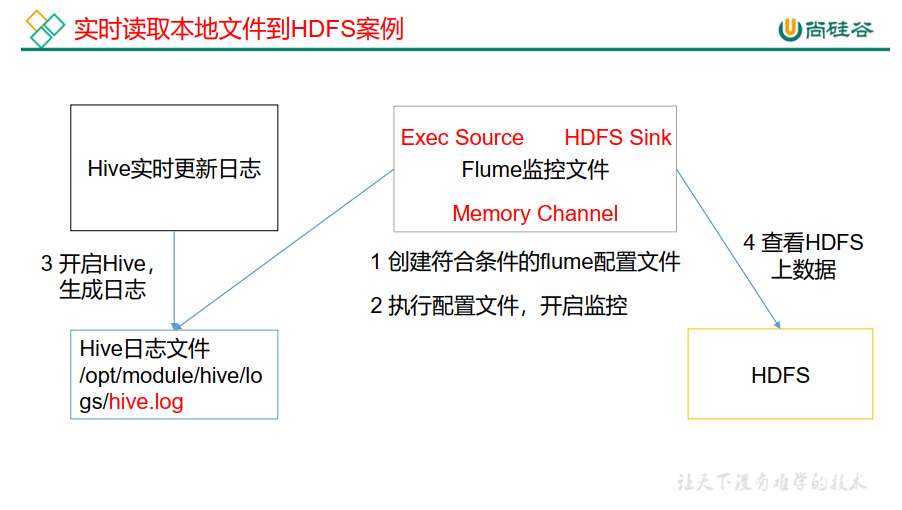 实时读取本地文件到HDFS案例
尚硅谷
Hive实时更新日志
Exec Source
HDFS Sink
Flume监控文件
Memory Channel
3 开启Hive,
生成日志
1 创建符合条件的flume配置文件
2 执行配置文件，开启监控
4 查看HDFS
上数据
Hive日志文件
/opt/module/hive/lo
gs/hive.log
HDFS
让天下没有难学的技术